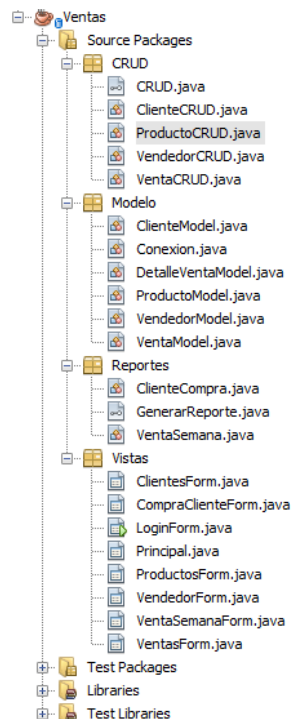 Ventas
Source Packages
CRUD
CRUD.java
ClienteCRUD.java
ProductoCRUD.java
VendedorCRUD.java
VentaCRUD.java
Modelo
ClienteModel.java
Conexion.java
DetalleVentaModel.java
ProductoModel.java
VendedorModel.java
VentaModel.java
Reportes
ClienteCompra.java
GenerarReporte.java
VentaSemana.java
Vistas
ClientesForm.java
CompraClienteForm.java
LoginForm.java
Principal.java
ProductosForm.java
VendedorForm.java
VentaSemanaForm.java
VentasForm.java
Test Packages
Libraries
Test Libraries